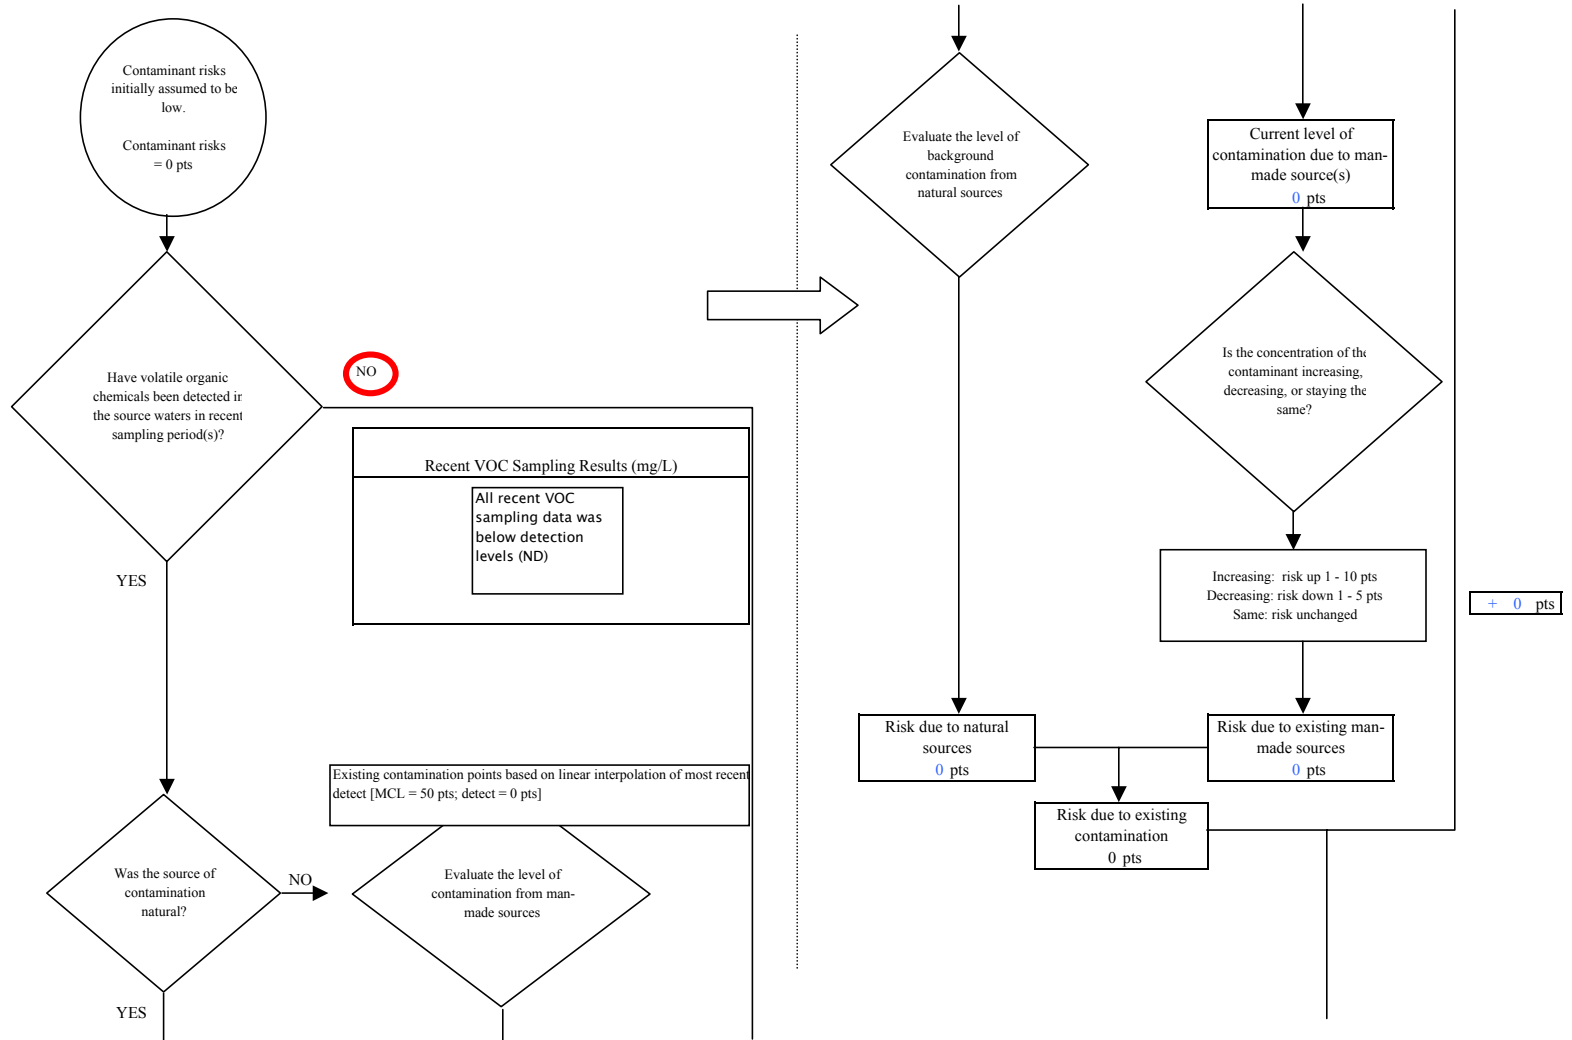 Contaminant risks
initially assumed to be
low.
Contaminant risks
= 0 pts
Have volatile organic
chemicals been detected in
the source waters in recent
sampling period(s)?
NO
Recent VOC Sampling Results (mg/L)
All recent VOC
sampling data was
below detection
levels (ND)
YES
Existing contamination points based on linear interpolation of most recent
detect [MCL = 50 pts; detect = 0 pts]
Was the source of
contamination
natural?
NO
Evaluate the level of
contamination from man-
made sources
YES
Evaluate the level of
background
contamination from
natural sources
Current level of
contamination due to man-
made source(s)
0 pts
Is the concentration of the
contaminant increasing,
decreasing, or staying the
same?
Increasing: risk up 1 - 10 pts
Decreasing: risk down 1 - 5 pts
Same: risk unchanged
+ 0 pts
Risk due to natural
sources
0 pts
Risk due to existing man-
made sources
0 pts
Risk due to existing
contamination
0 pts